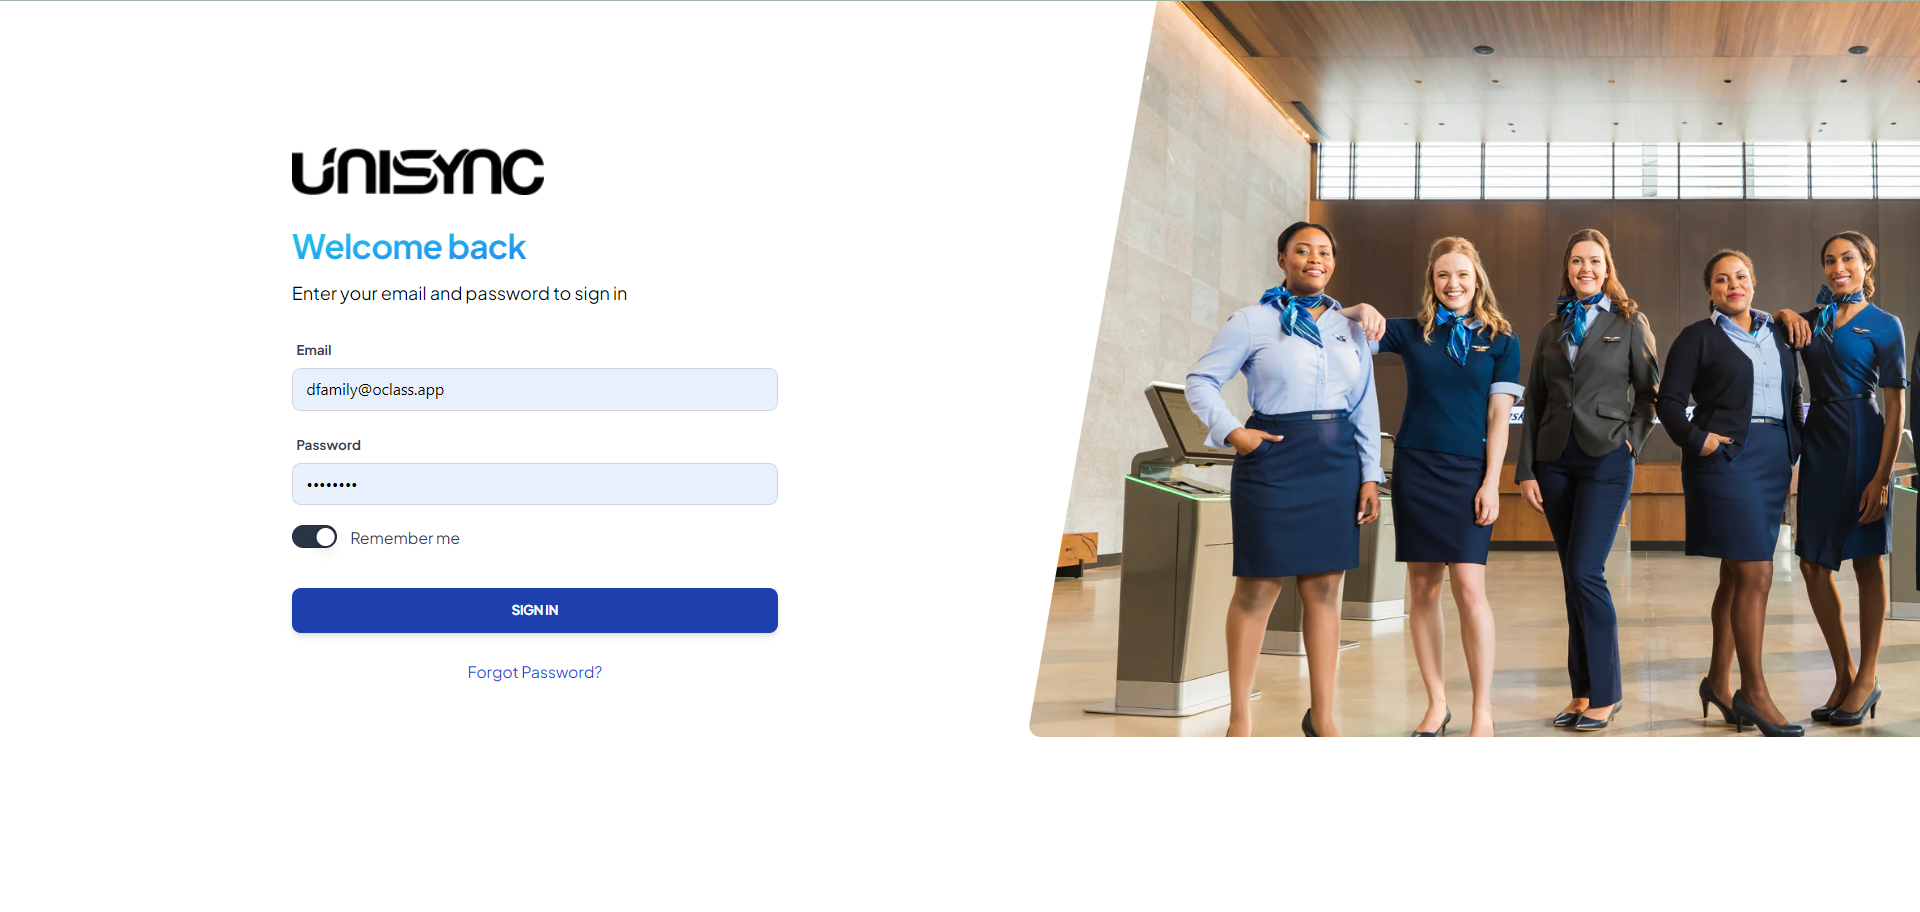 UNISYNC
Welcome back
Enter your email and password to sign in
Email
dfamily@oclass.app
Password
••••••••
Remember me
SIGN IN
Forgot Password?